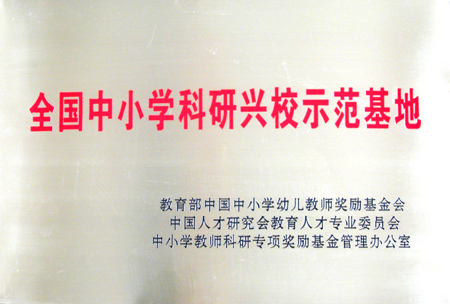 全国中小学科研兴校示范基地
教育部中国中小学幼儿教师奖励基金会
中国人才研究会教育人才专业委员会
中小学教师科研专项奖励基金管理办公室